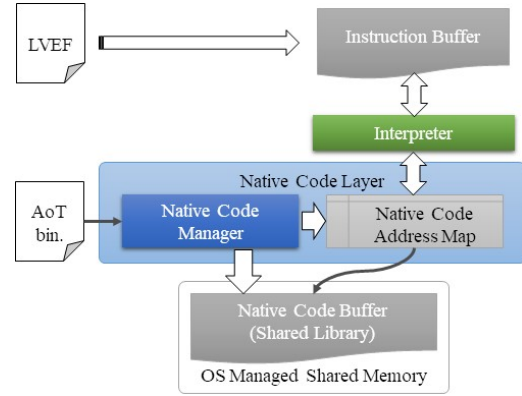 LVEF
Instruction Buffer
Interpreter
Native Code Layer
AoT
bin.
Native Code
Manager
Native Code
Address Map
Native Code Buffer
(Shared Library)
OS Managed Shared Memory